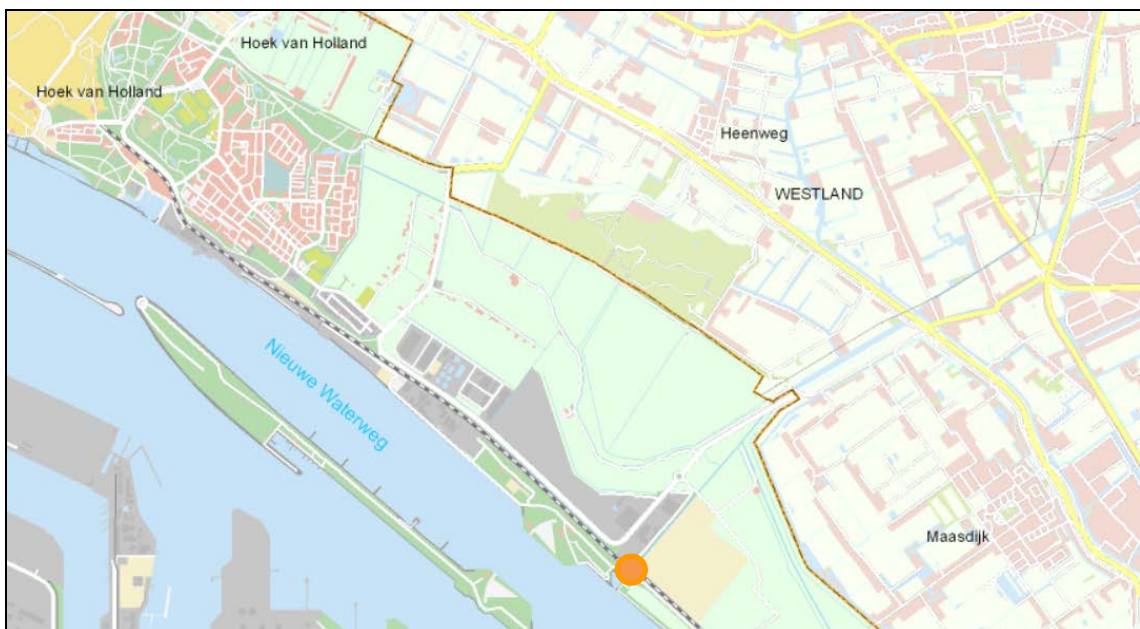 Hoek van Holland
Hoek van Holland
Heenweg
WESTLAND
Nieuwe Waterweg
Maasdijk